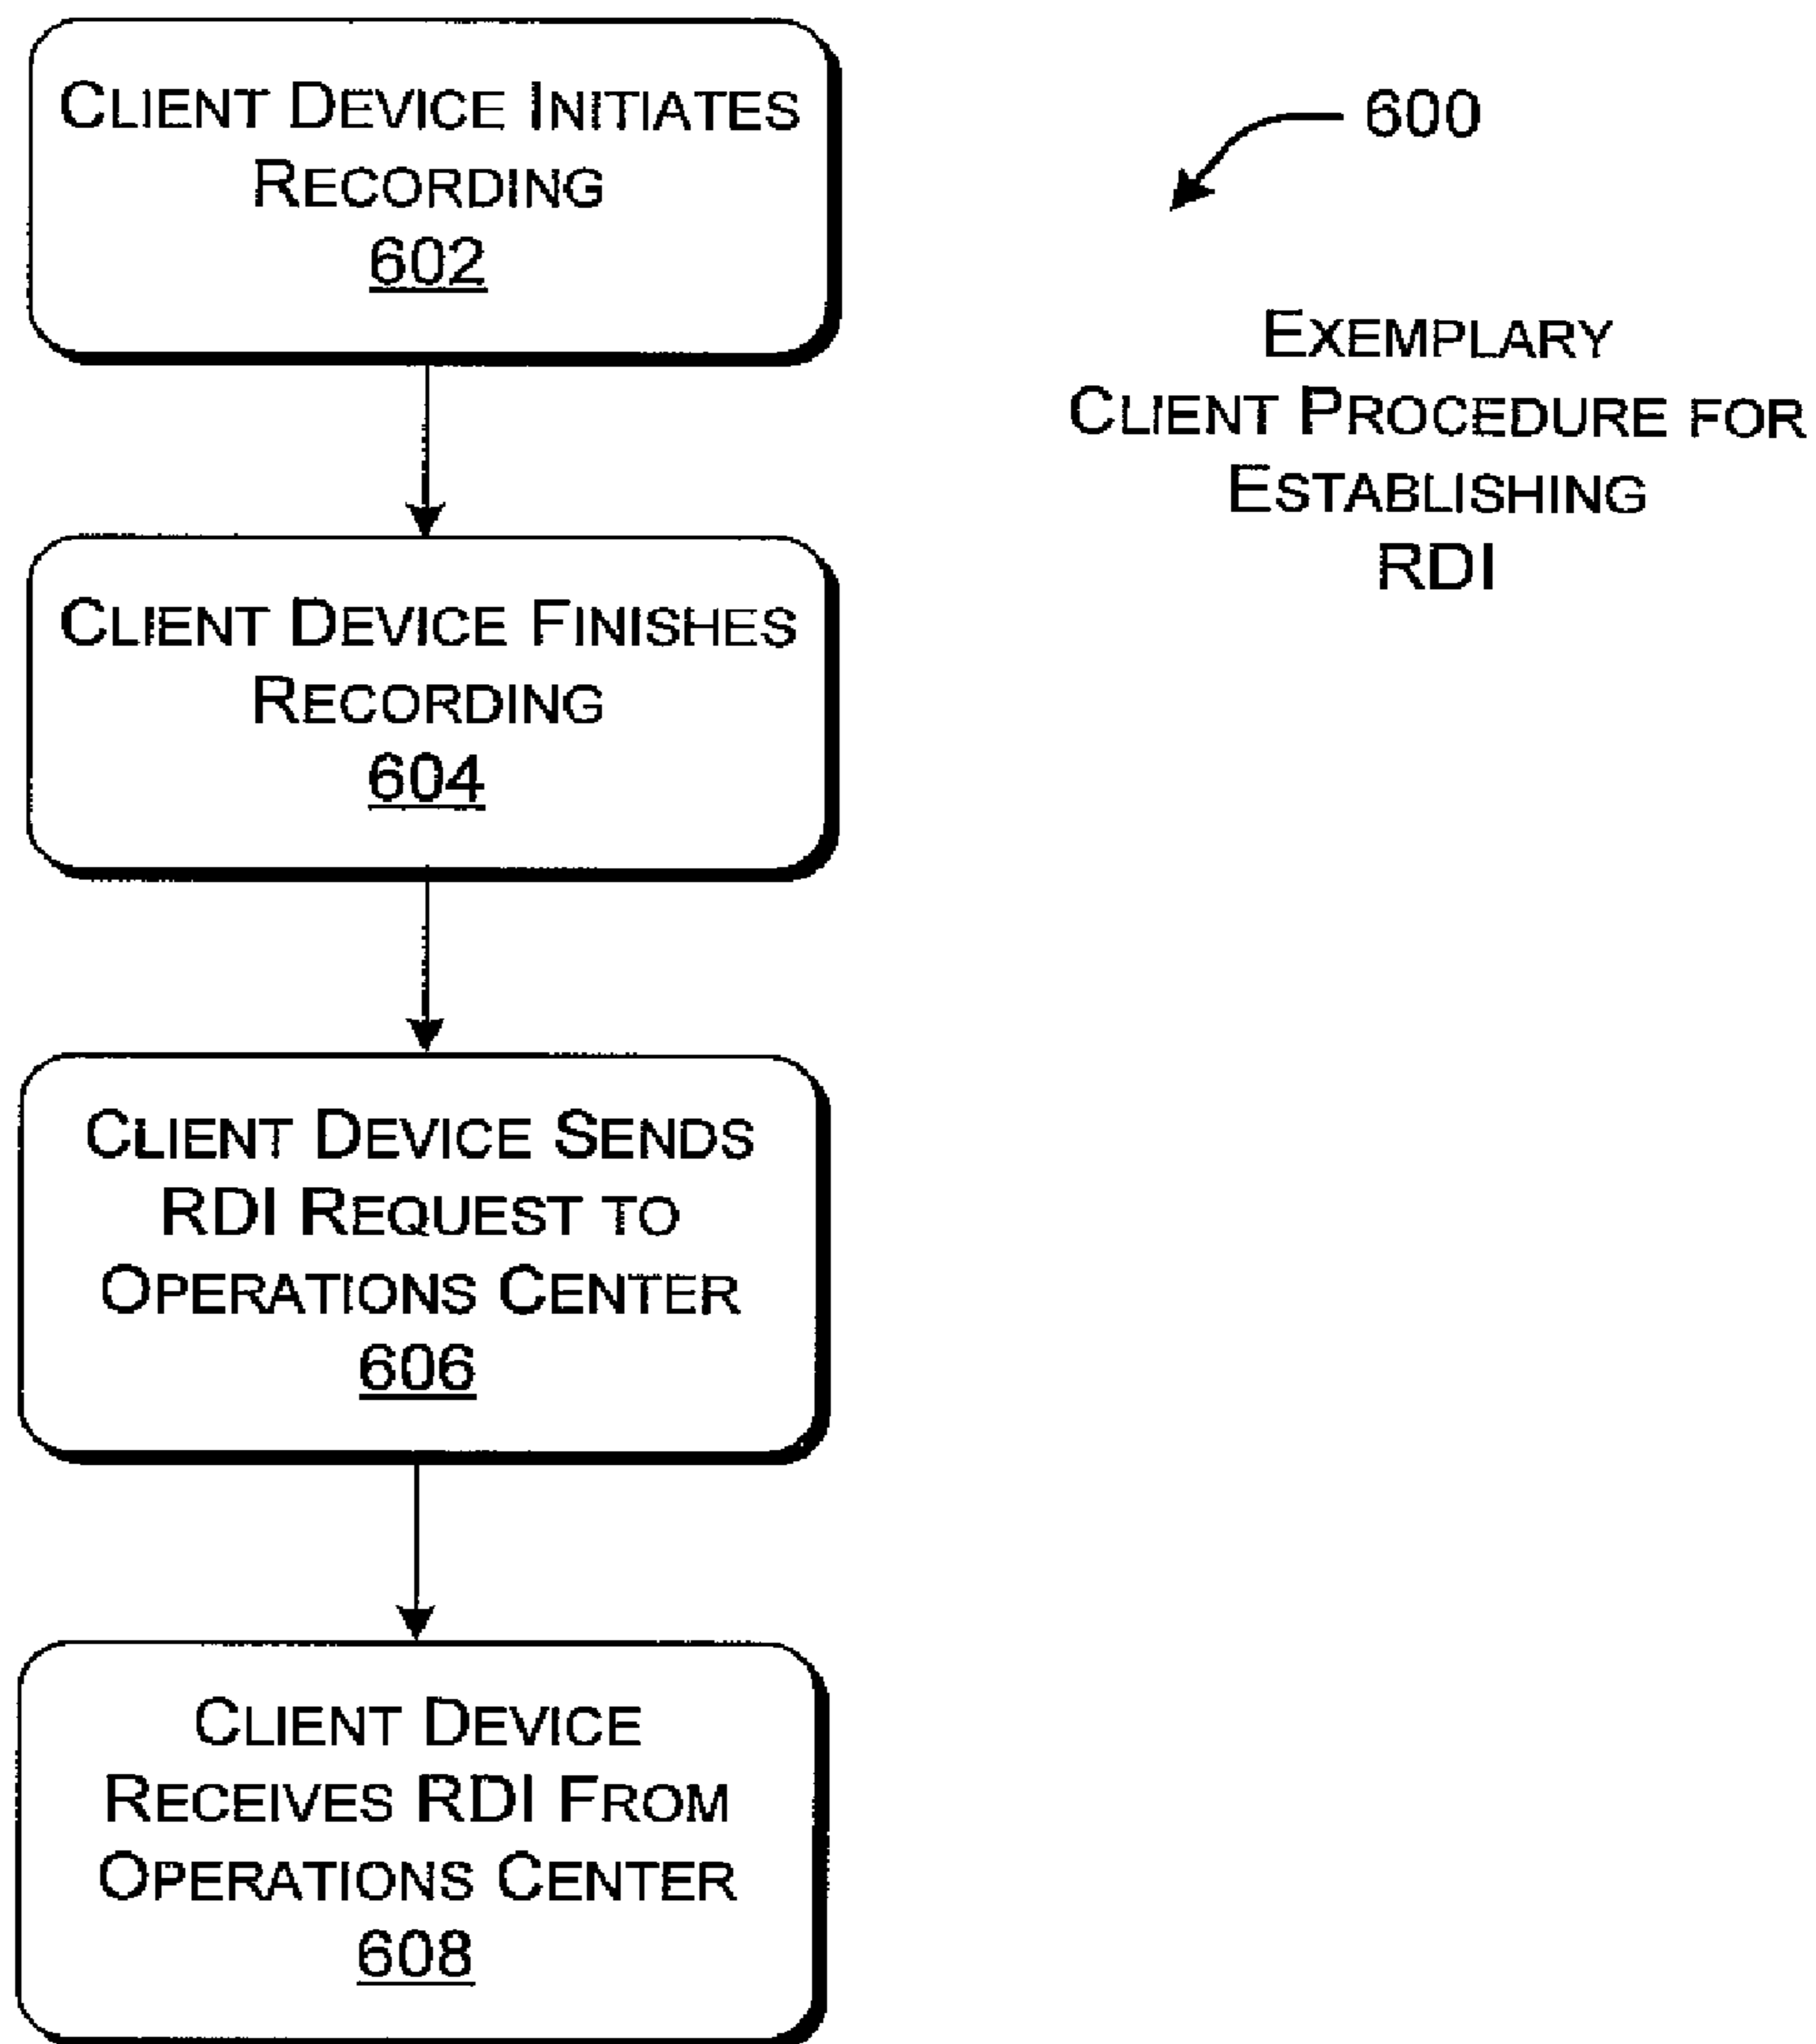 CLIENT DEVICE INITIATES
RECORDING
602
600
EXEMPLARY
CLIENT PROCEDURE FOR
ESTABLISHING
RDI
CLIENT DEVICE FINISHES
RECORDING
604
CLIENT DEVICE SENDS
RDI REQUEST TO
OPERATIONS CENTER
606
CLIENT DEVICE
RECEIVES RDI FROM
OPERATIONS CENTER
608